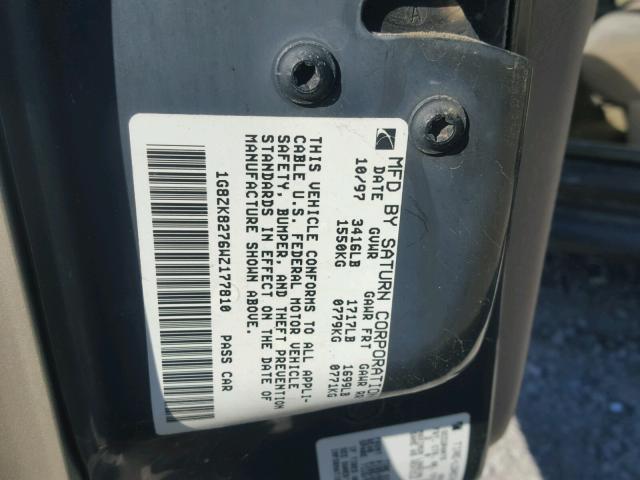 MFD BY SATURN CORPORATION
DATE GVWR GAWR FRT GAWR RR
10/97 3416LB 1717LB 1699LB
1550KG 0779KG 0771KG
THIS VEHICLE CONFORMS TO ALL APPLI-
CABLE U.S. FEDERAL MOTOR VEHICLE
SAFETY, BUMPER, AND THEFT PREVENTION
STANDARDS IN EFFECT ON THE DATE OF
MANUFACTURE SHOWN ABOVE.
1G8ZK8276WZ177810 PASS CAR